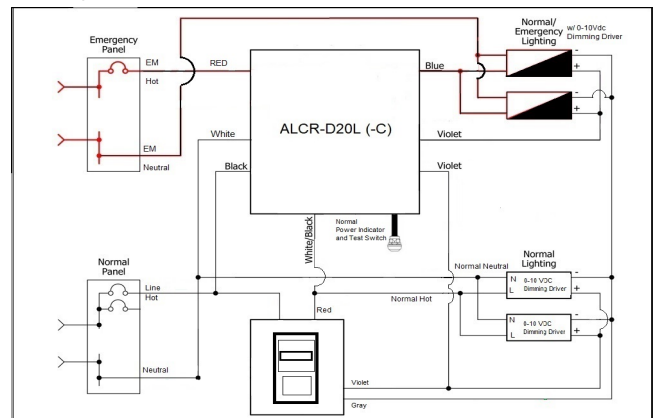 Emergency
Panel
EM
Hot
RED
EM
Neutral
White
Black
ALCR-D20L (-C)
Blue
Violet
Violet
Normal/
Emergency
Lighting
w/ 0-10Vdc
Dimming Driver
-
+
-
+
Normal
Power Indicator
and Test Switch
White/Black
Normal
Panel
Line
Hot
Neutral
Red
Normal Neutral
Normal Hot
Normal
Lighting
N
L
0-10 VDC
Dimming Driver
-
+
N
L
0-10 VDC
Dimming Driver
-
+
Violet
Gray